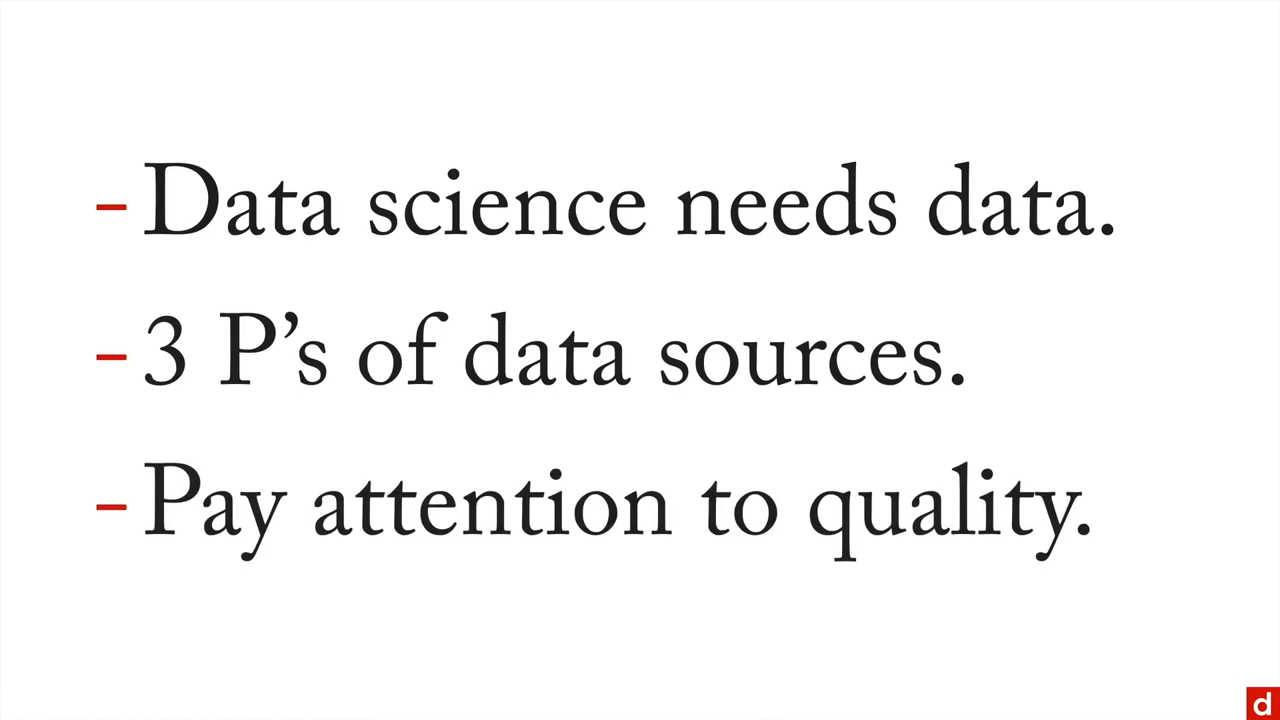 - Data science needs data.
- 3 P’s of data sources.
- Pay attention to quality.
d